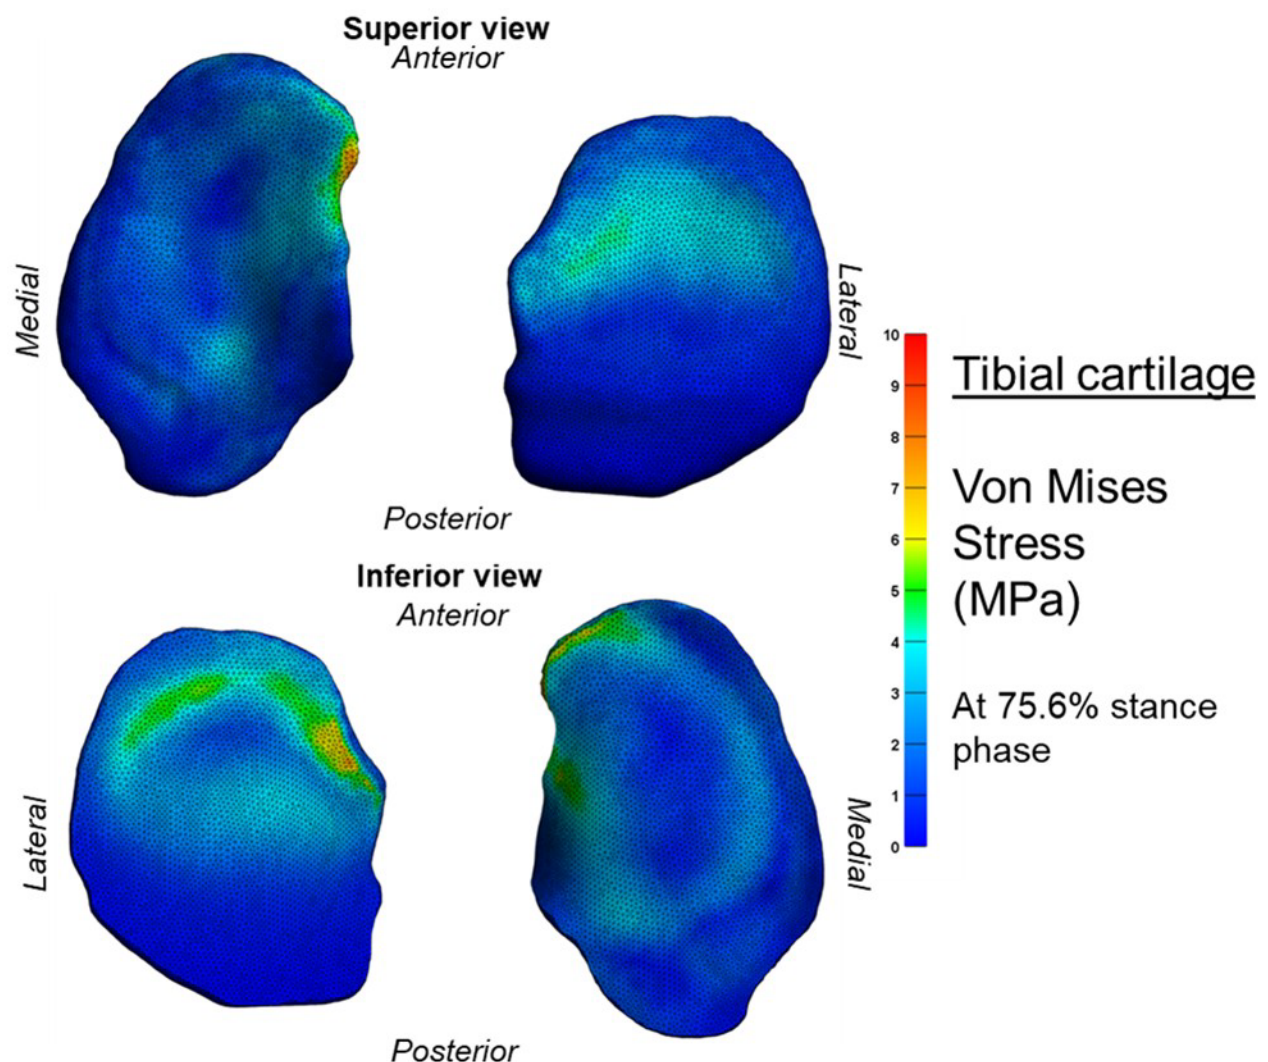 Superior view
Anterior
Medial
Lateral
Posterior
10
9
8
7
6
5
4
3
2
1
0
Tibial cartilage
Von Mises
Stress
(MPa)
At 75.6% stance
phase
Inferior view
Anterior
Lateral
Medial
Posterior